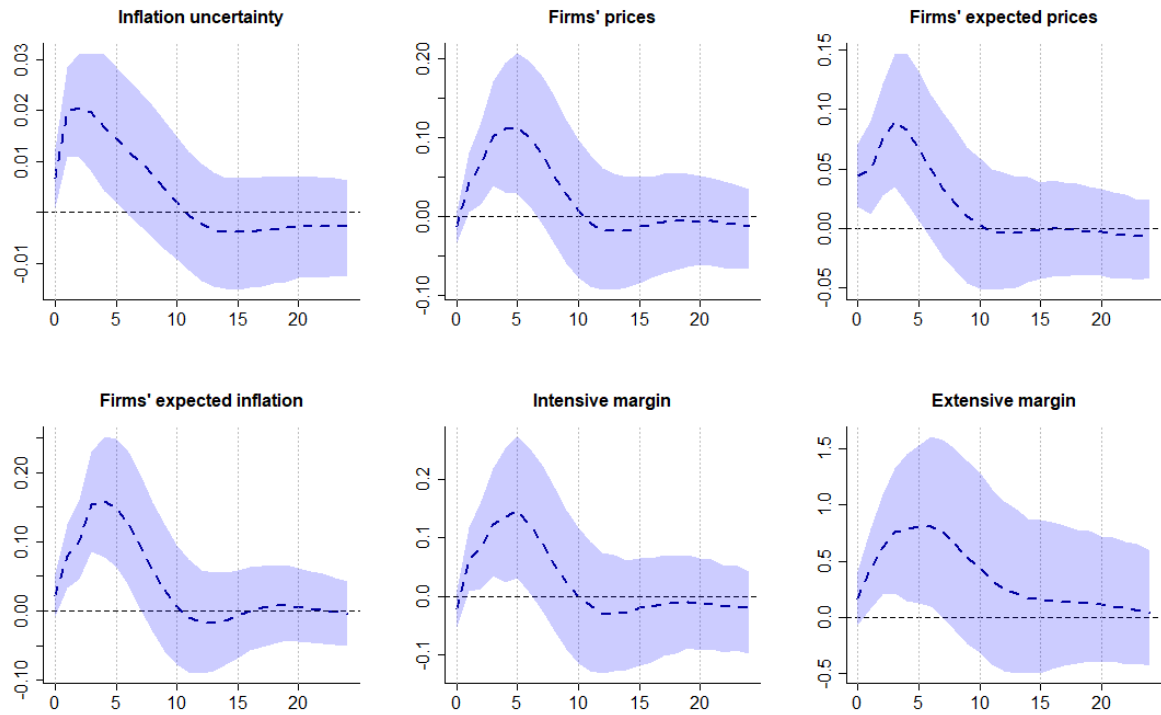 Inflation uncertainty
0.03
0.02
0.01
-0.01
0 5 10 15 20
Firms' prices
0.20
0.10
0.00
-0.10
0 5 10 15 20
Firms' expected prices
0.15
0.10
0.05
0.00
-0.05
0 5 10 15 20
Firms' expected inflation
0.20
0.10
0.00
-0.10
0 5 10 15 20
Intensive margin
0.2
0.1
0.0
-0.1
0 5 10 15 20
Extensive margin
1.5
1.0
0.5
0.0
-0.5
0 5 10 15 20